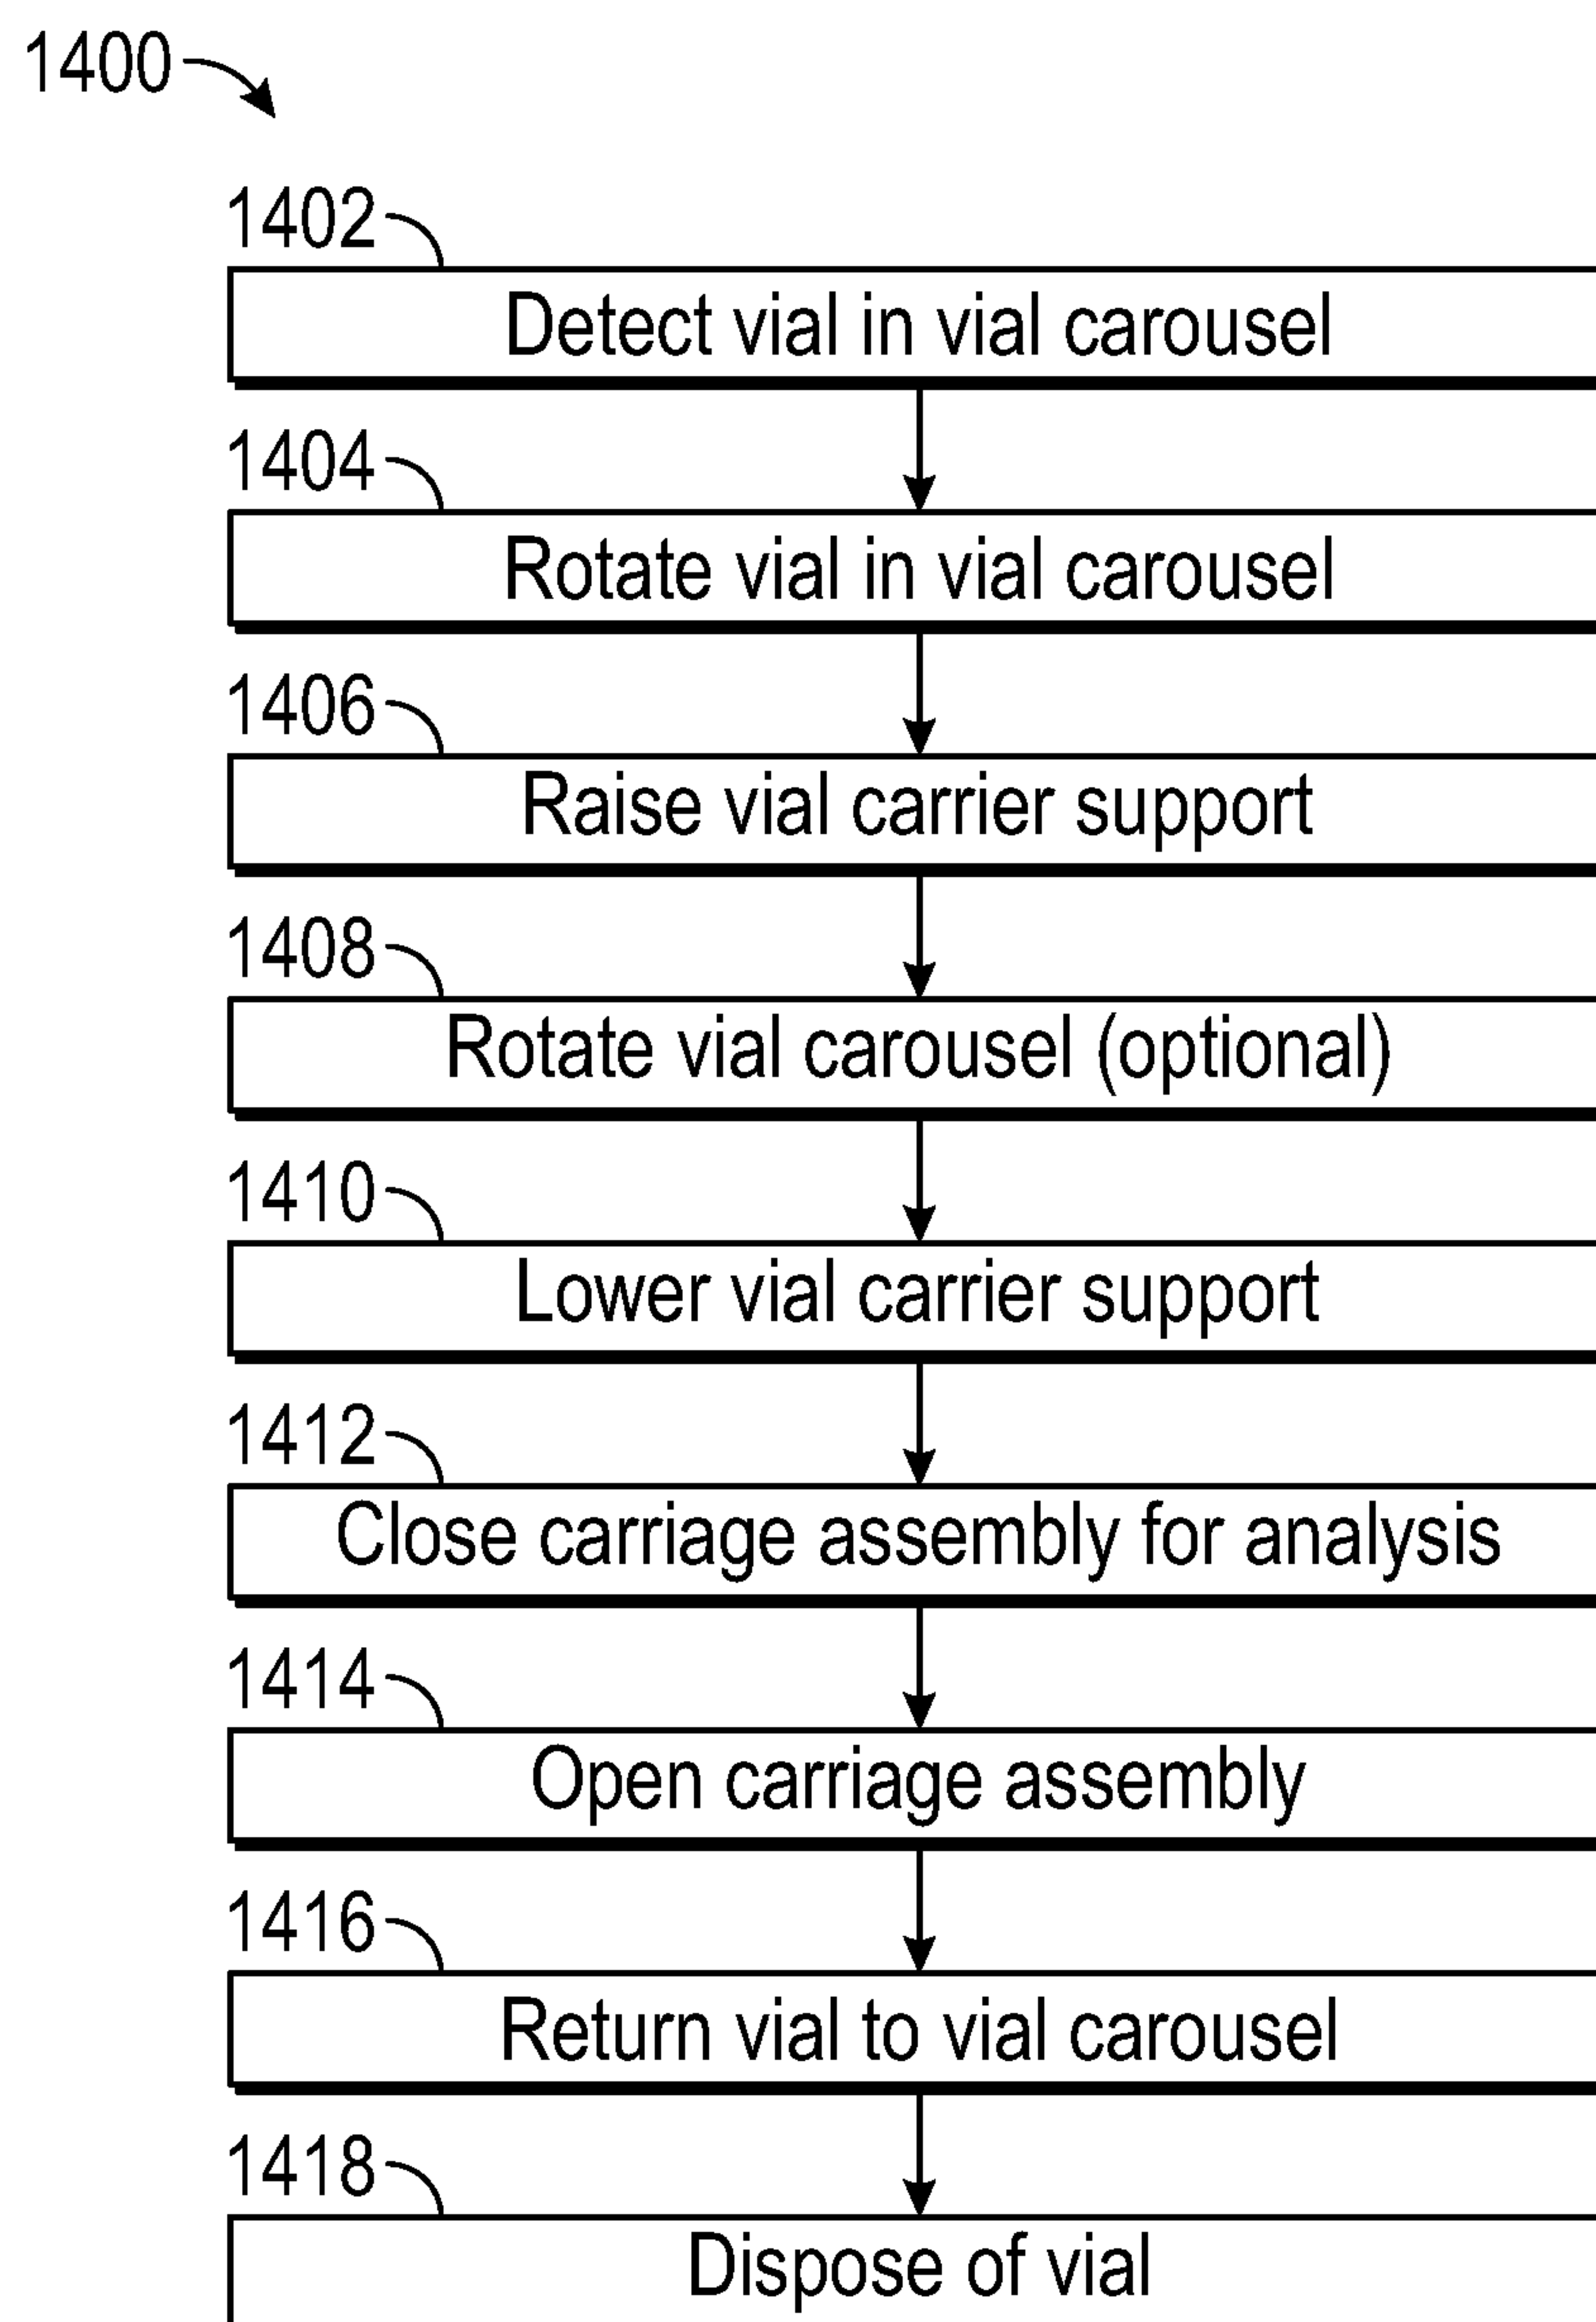 1400
1402
Detect vial in vial carousel
1404
Rotate vial in vial carousel
1406
Raise vial carrier support
1408
Rotate vial carousel (optional)
1410
Lower vial carrier support
1412
Close carriage assembly for analysis
1414
Open carriage assembly
1416
Return vial to vial carousel
1418
Dispose of vial